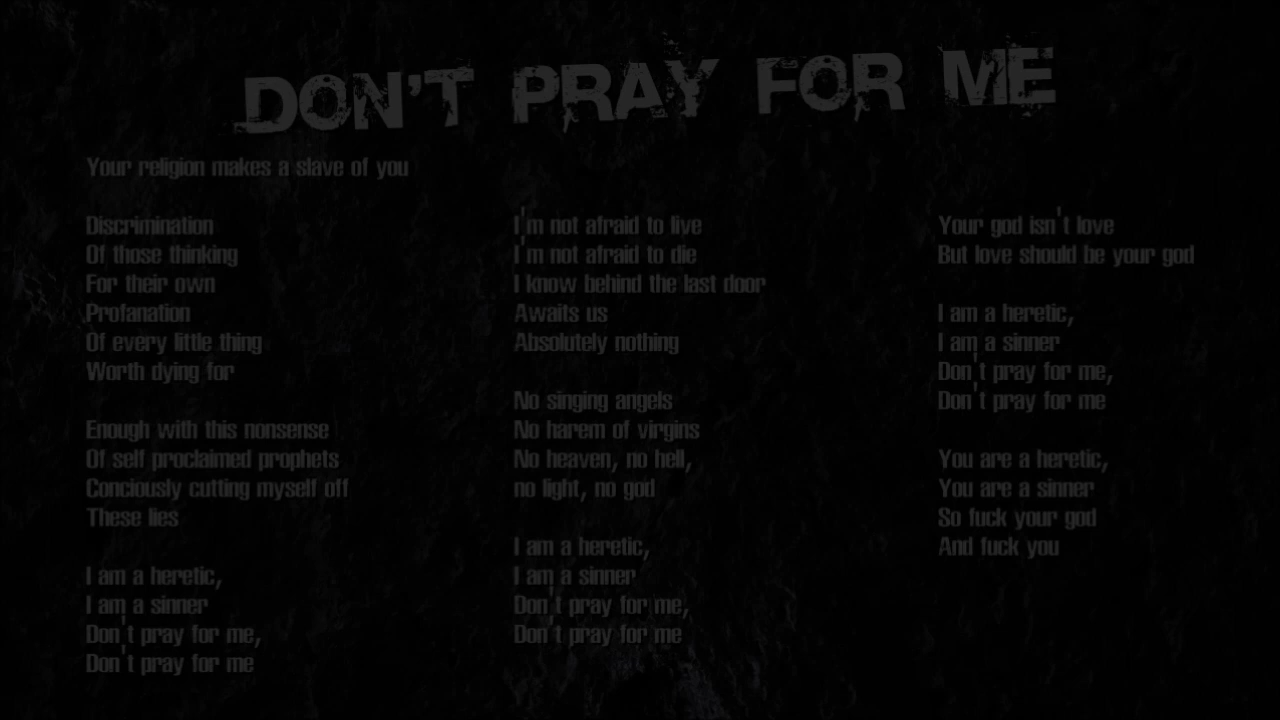 DON'T PRAY FOR ME
Your religion makes a slave of you
Discrimination
Of those thinking
For their own
Profanation
Of every little thing
Worth dying for
Enough with this nonsense
Of self proclaimed prophets
Conciously cutting myself off
These lies
I am a heretic,
I am a sinner
Don't pray for me,
Don't pray for me
I'm not afraid to live
I'm not afraid to die
I know behind the last door
Awaits us
Absolutely nothing
No singing angels
No harem of virgins
No heaven, no hell,
no light, no god
I am a heretic,
I am a sinner
Don't pray for me,
Don't pray for me
Your god isn't love
But love should be your god
I am a heretic,
I am a sinner
Don't pray for me,
Don't pray for me
You are a heretic,
You are a sinner
So fuck your god
And fuck you